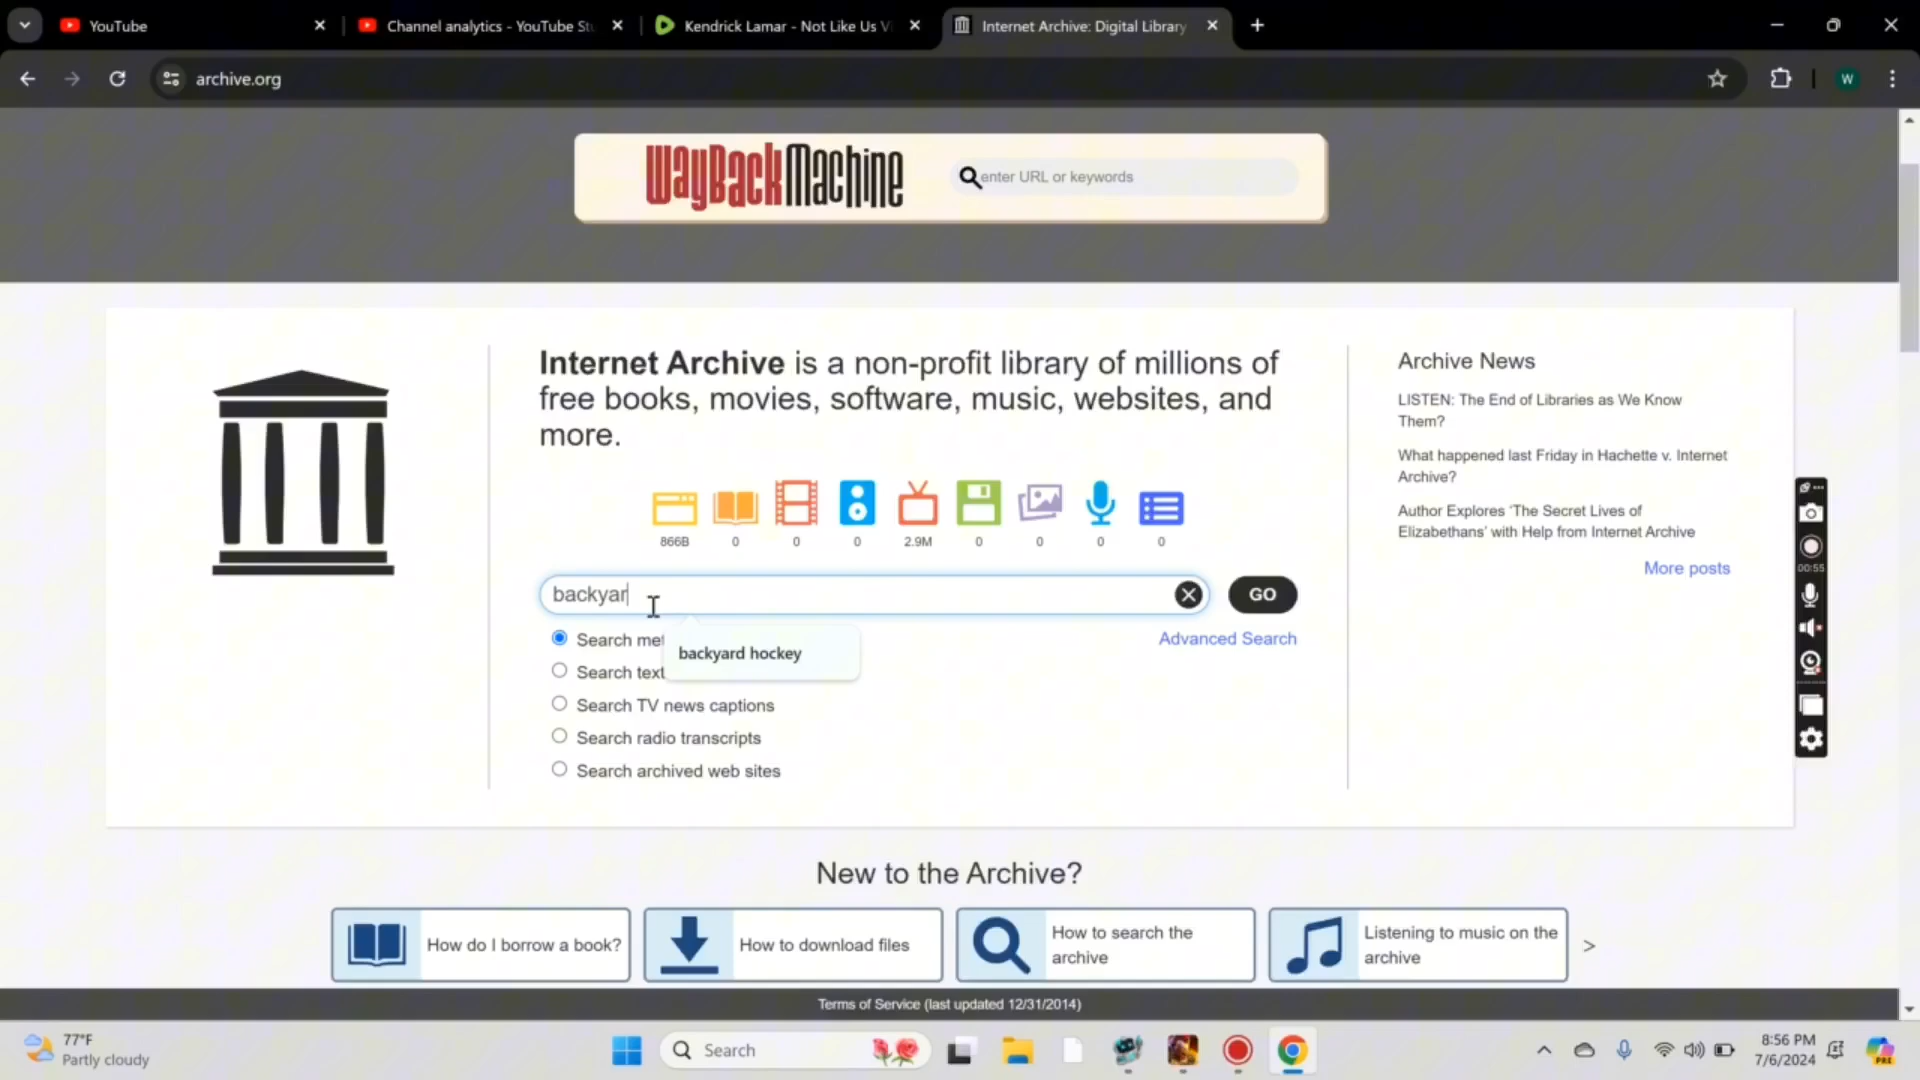 YouTube
Channel analytics - YouTube Stu
Kendrick Lamar - Not Like Us Vi
Internet Archive: Digital Library
archive.org
W
WayBackMachine
enter URL or keywords
Internet Archive is a non-profit library of millions of
free books, movies, software, music, websites, and
more.
866B
0
0
0
2.9M
0
0
0
0
backyar
GO
Search met
backyard hockey
Advanced Search
Search text
Search TV news captions
Search radio transcripts
Search archived web sites
Archive News
LISTEN: The End of Libraries as We Know
Them?
What happened last Friday in Hachette v. Internet
Archive?
Author Explores ‘The Secret Lives of
Elizabethans’ with Help from Internet Archive
More posts
00:55
New to the Archive?
How do I borrow a book?
How to download files
How to search the
archive
Listening to music on the
archive
>
Terms of Service (last updated 12/31/2014)
77°F
Partly cloudy
Search
8:56 PM
7/6/2024
PRE